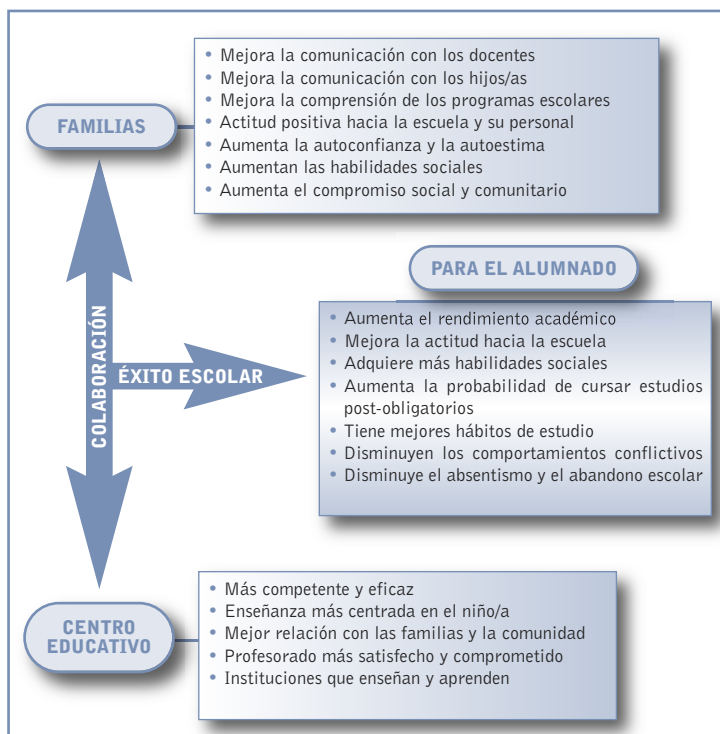 FAMILIAS
• Mejora la comunicación con los docentes
• Mejora la comunicación con los hijos/as
• Mejora la comprensión de los programas escolares
• Actitud positiva hacia la escuela y su personal
• Aumenta la autoconfianza y la autoestima
• Aumentan las habilidades sociales
• Aumenta el compromiso social y comunitario
COLABORACIÓN
ÉXITO ESCOLAR
PARA EL ALUMNADO
• Aumenta el rendimiento académico
• Mejora la actitud hacia la escuela
• Adquiere más habilidades sociales
• Aumenta la probabilidad de cursar estudios
post-obligatorios
• Tiene mejores hábitos de estudio
• Disminuyen los comportamientos conflictivos
• Disminuye el absentismo y el abandono escolar
CENTRO
EDUCATIVO
• Más competente y eficaz
• Enseñanza más centrada en el niño/a
• Mejor relación con las familias y la comunidad
• Profesorado más satisfecho y comprometido
• Instituciones que enseñan y aprenden